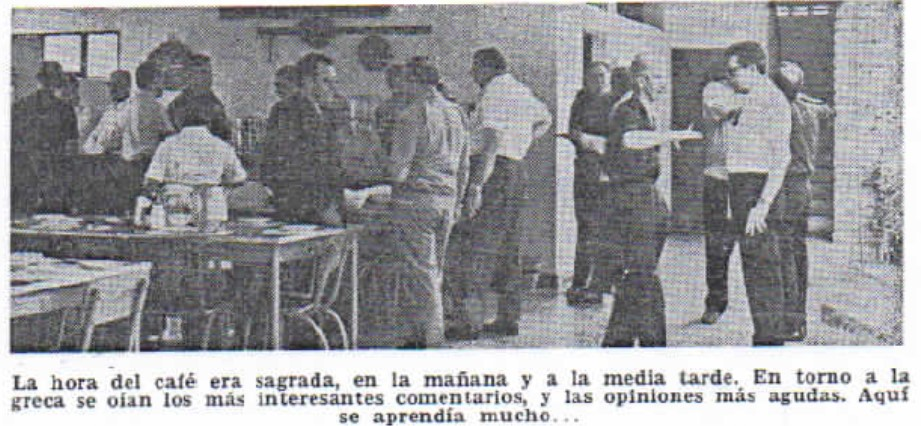 La hora del café era sagrada, en la mañana y a la media tarde. En torno a la
greca se oían los más interesantes comentarios, y las opiniones más agudas. Aquí
se aprendía mucho...